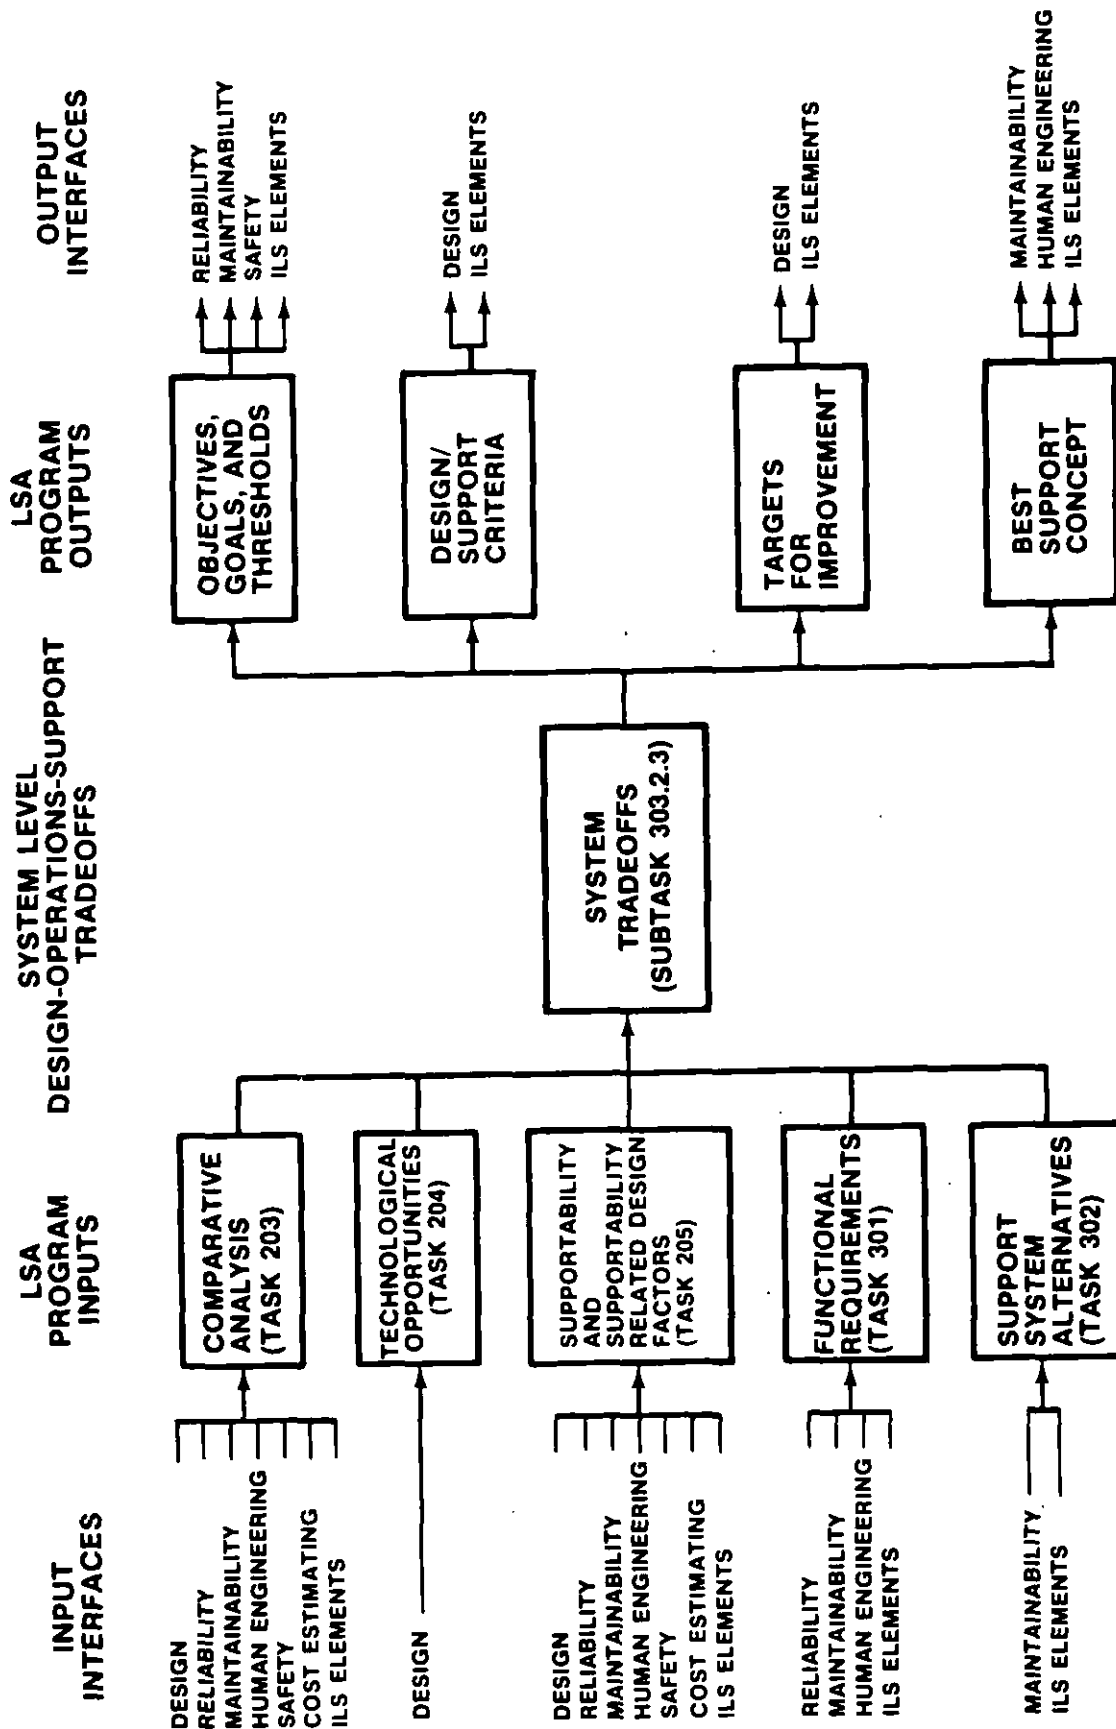 INPUT
INTERFACES
DESIGN
RELIABILITY
MAINTAINABILITY
HUMAN ENGINEERING
SAFETY
COST ESTIMATING
ILS ELEMENTS
DESIGN
DESIGN
RELIABILITY
MAINTAINABILITY
HUMAN ENGINEERING
SAFETY
COST ESTIMATING
ILS ELEMENTS
RELIABILITY
MAINTAINABILITY
HUMAN ENGINEERING
ILS ELEMENTS
MAINTAINABILITY
ILS ELEMENTS
LSA
PROGRAM
INPUTS
COMPARATIVE
ANALYSIS
(TASK 203)
TECHNOLOGICAL
OPPORTUNITIES
(TASK 204)
SUPPORTABILITY
AND
SUPPORTABILITY
RELATED DESIGN
FACTORS
(TASK 205)
FUNCTIONAL
REQUIREMENTS
(TASK 301)
SUPPORT
SYSTEM
ALTERNATIVES
(TASK 302)
SYSTEM LEVEL
DESIGN-OPERATIONS-SUPPORT
TRADEOFFS
SYSTEM
TRADEOFFS
(SUBTASK 303.2.3)
LSA
PROGRAM
OUTPUTS
OBJECTIVES,
GOALS, AND
THRESHOLDS
DESIGN/
SUPPORT
CRITERIA
TARGETS
FOR
IMPROVEMENT
BEST
SUPPORT
CONCEPT
OUTPUT
INTERFACES
RELIABILITY
MAINTAINABILITY
SAFETY
ILS ELEMENTS
DESIGN
ILS ELEMENTS
DESIGN
ILS ELEMENTS
MAINTAINABILITY
HUMAN ENGINEERING
ILS ELEMENTS